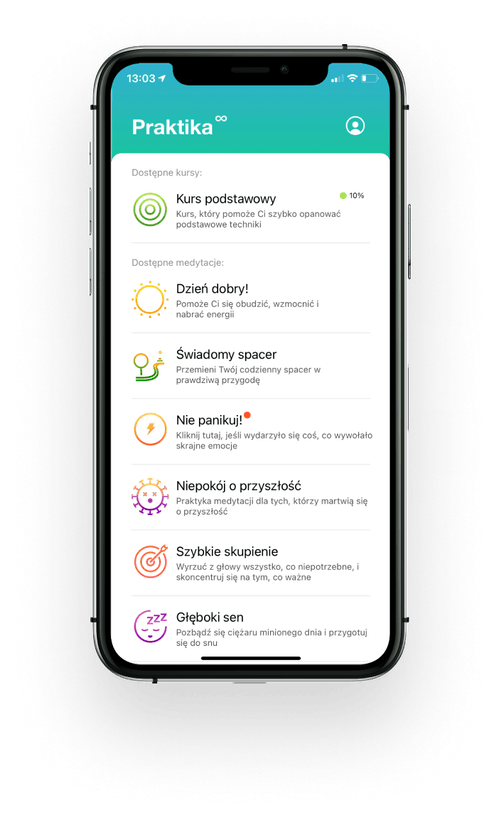 13:03
Praktika∞
Dostępne kursy:
Kurs podstawowy
10%
Kurs, który pomoże Ci szybko opanować
podstawowe techniki
Dostępne medytacje:
Dzień dobry!
Pomoże Ci się obudzić, wzmocnić i
nabrać energii
Świadomy spacer
Przemieni Twój codzienny spacer w
prawdziwą przygodę
Nie panikuj!
Kliknij tutaj, jeśli wydarzyło się coś, co wywołało
skrajne emocje
Niepokój o przyszłość
Praktyka medytacji dla tych, którzy martwią się
o przyszłość
Szybkie skupienie
Wyrzuć z głowy wszystko, co niepotrzebne, i
skoncentruj się na tym, co ważne
zzz
Głęboki sen
Pozbądź się ciężaru minionego dnia i przygotuj
się do snu